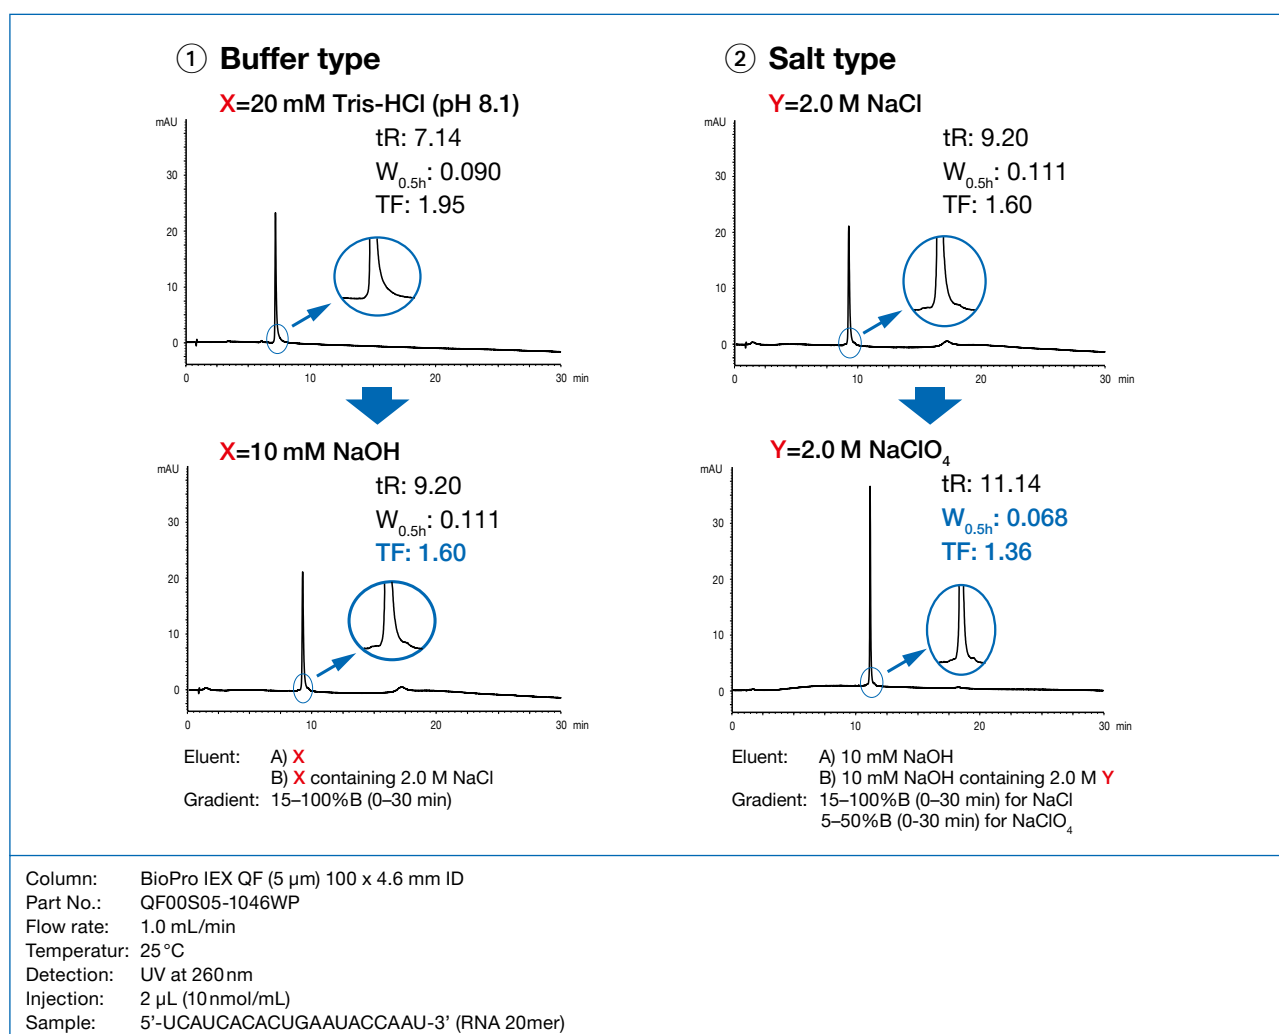 ① Buffer type
X=20 mM Tris-HCl (pH 8.1)
mAU
tR: 7.14
W0.5h: 0.090
TF: 1.95
30
20
10
0
0 10 20 30 min
X=10 mM NaOH
mAU
tR: 9.20
W0.5h: 0.111
TF: 1.60
30
20
10
0
0 10 20 30 min
Eluent: A) X
B) X containing 2.0 M NaCl
Gradient: 15–100%B (0–30 min)
② Salt type
Y=2.0 M NaCl
mAU
tR: 9.20
W0.5h: 0.111
TF: 1.60
30
20
10
0
0 10 20 30 min
Y=2.0 M NaClO4
mAU
tR: 11.14
W0.5h: 0.068
TF: 1.36
30
20
10
0
0 10 20 30 min
Eluent: A) 10 mM NaOH
B) 10 mM NaOH containing 2.0 M Y
Gradient: 15–100%B (0–30 min) for NaCl
5–50%B (0-30 min) for NaClO4
Column: BioPro IEX QF (5 µm) 100 x 4.6 mm ID
Part No.: QF00S05-1046WP
Flow rate: 1.0 mL/min
Temperatur: 25 °C
Detection: UV at 260 nm
Injection: 2 µL (10 nmol/mL)
Sample: 5’-UCAUCACACUGAAUACCAAU-3’ (RNA 20mer)